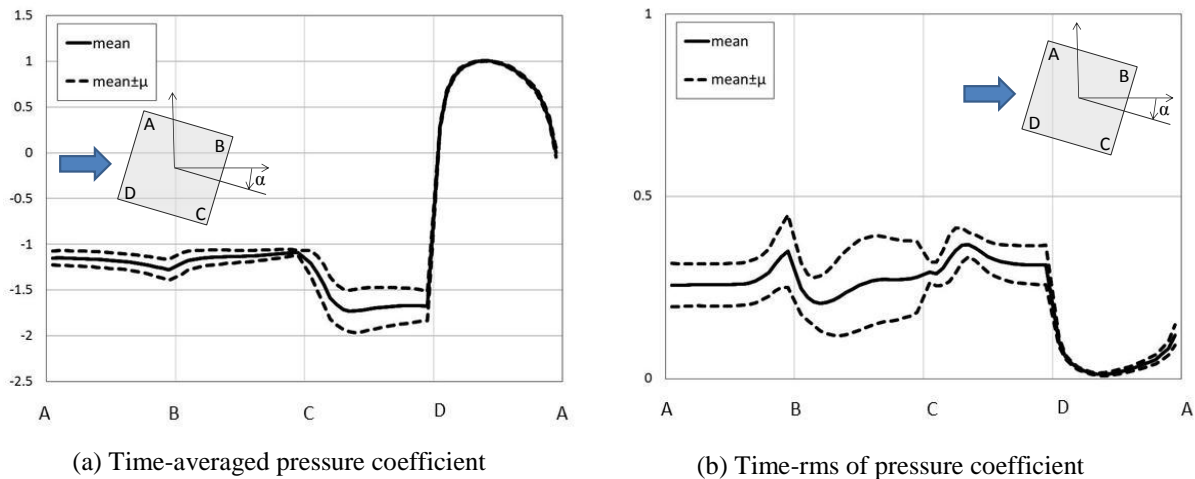 1.5
1
0.5
0
-0.5
-1
-1.5
-2
-2.5
mean
mean±μ
A
B
C
D
α
A B C D A
(a) Time-averaged pressure coefficient
1
0.5
0
mean
mean±μ
A
B
C
D
α
A B C D A
(b) Time-rms of pressure coefficient